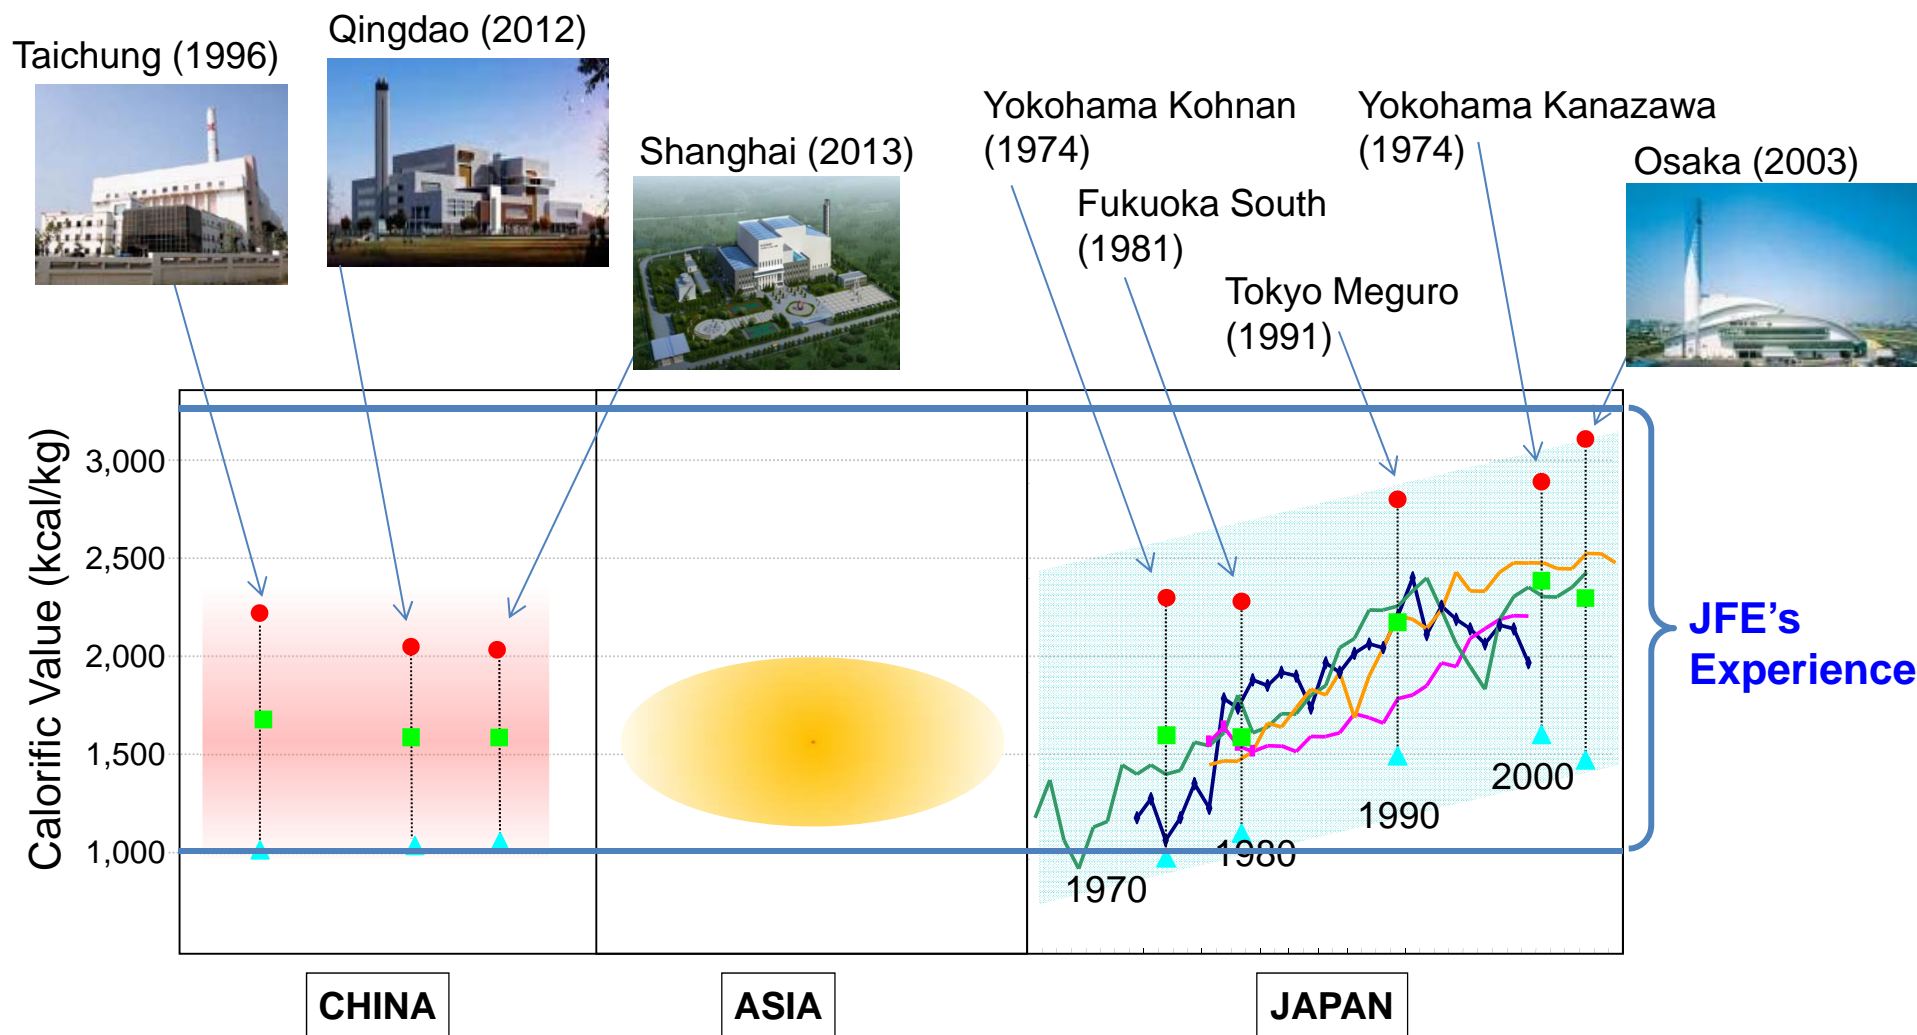 Taichung (1996)
Qingdao (2012)
Shanghai (2013)
Yokohama Kohnan
(1974)
Fukuoka South
(1981)
Tokyo Meguro
(1991)
Yokohama Kanazawa
(1974)
Osaka (2003)
Calorific Value (kcal/kg)
3,000
2,500
2,000
1,500
1,000
1970
1980
1990
2000
JFE's
Experience
CHINA
ASIA
JAPAN